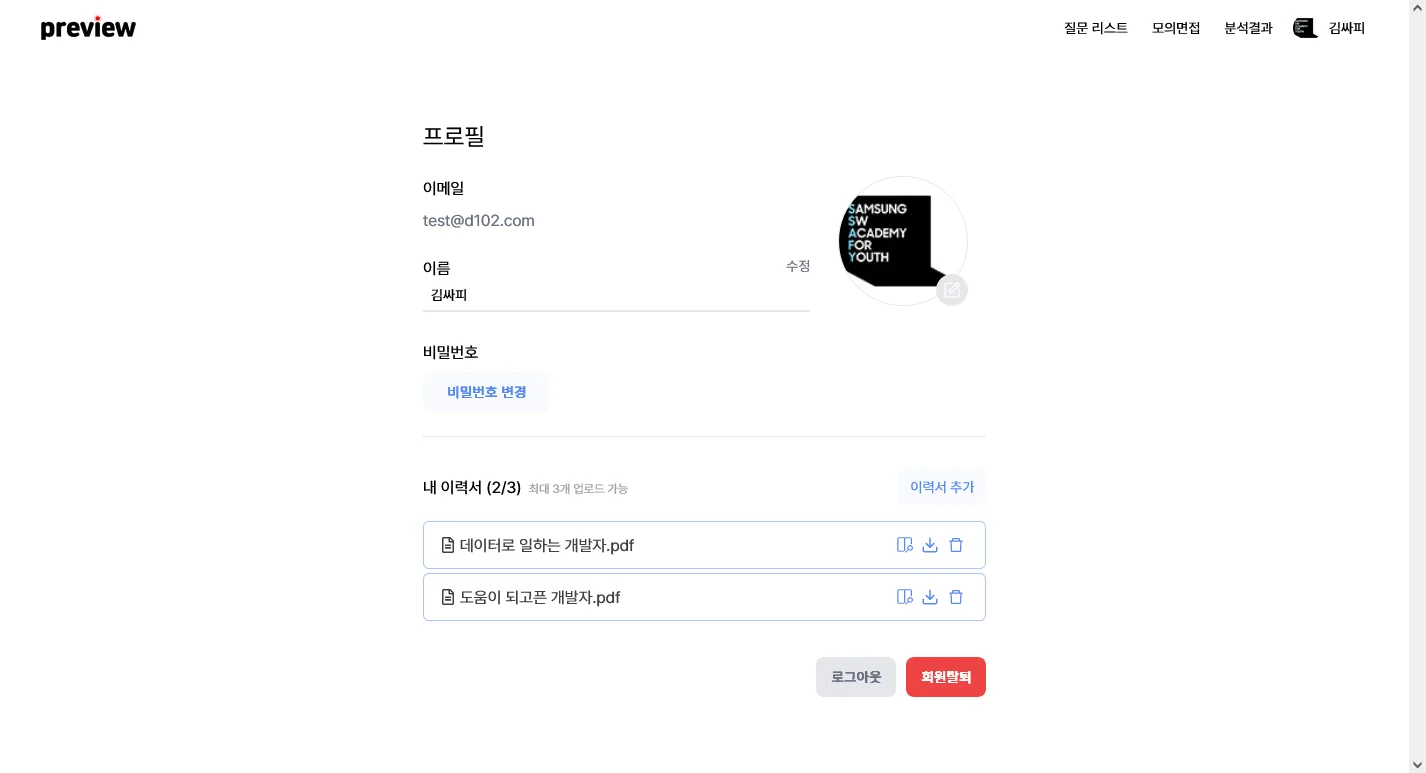 preview
질문 리스트 모의면접 분석결과 김싸피
프로필
이메일
test@d102.com
이름 수정
김싸피
SAMSUNG
SW
ACADEMY
FOR
YOUTH
비밀번호
비밀번호 변경
내 이력서 (2/3) 최대 3개 업로드 가능 이력서 추가
데이터로 일하는 개발자.pdf
도움이 되고픈 개발자.pdf
로그아웃 회원탈퇴